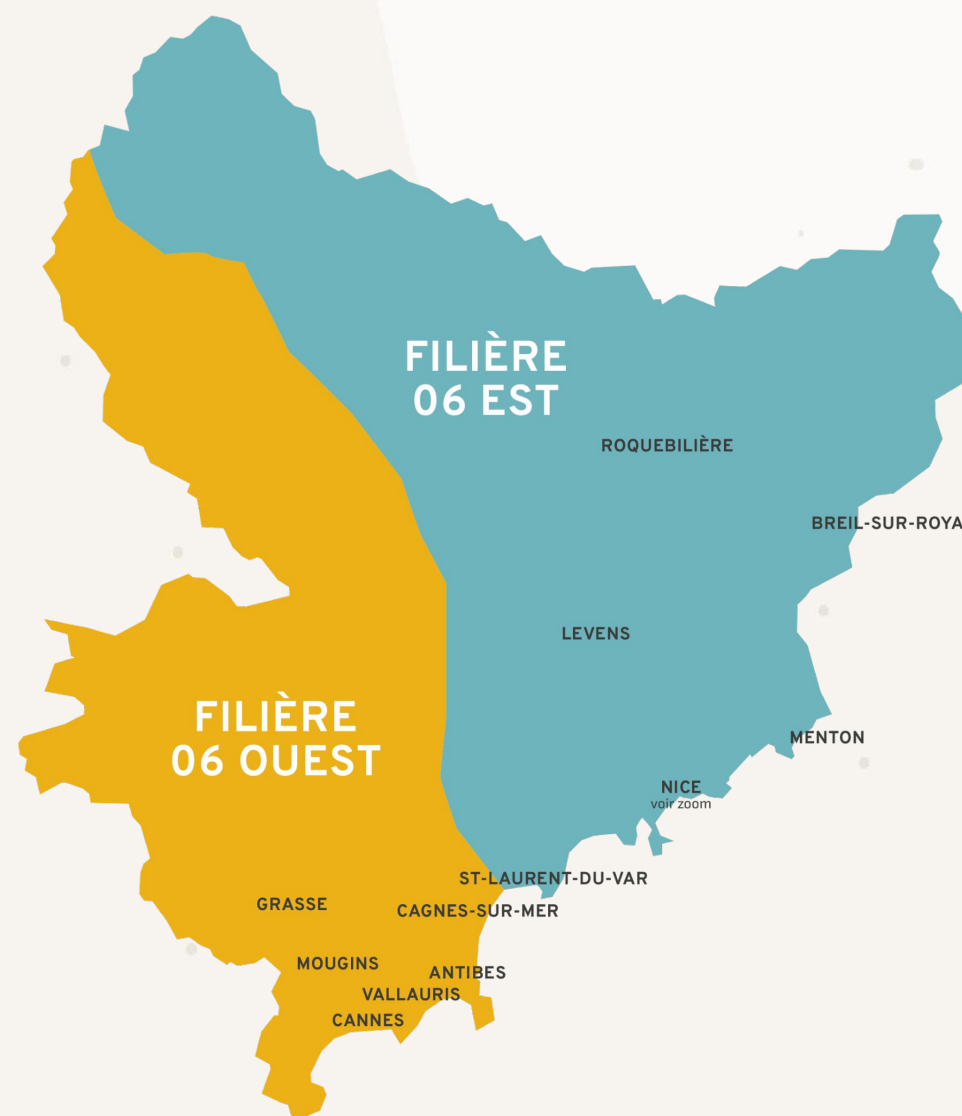 FILIÈRE
06 EST
ROQUEBILIÈRE
BREIL-SUR-ROYA
LEVENS
FILIÈRE
06 OUEST
MENTON
NICE
voir zoom
ST-LAURENT-DU-VAR
GRASSE
CAGNES-SUR-MER
MOUGINS
ANTIBES
VALLAURIS
CANNES